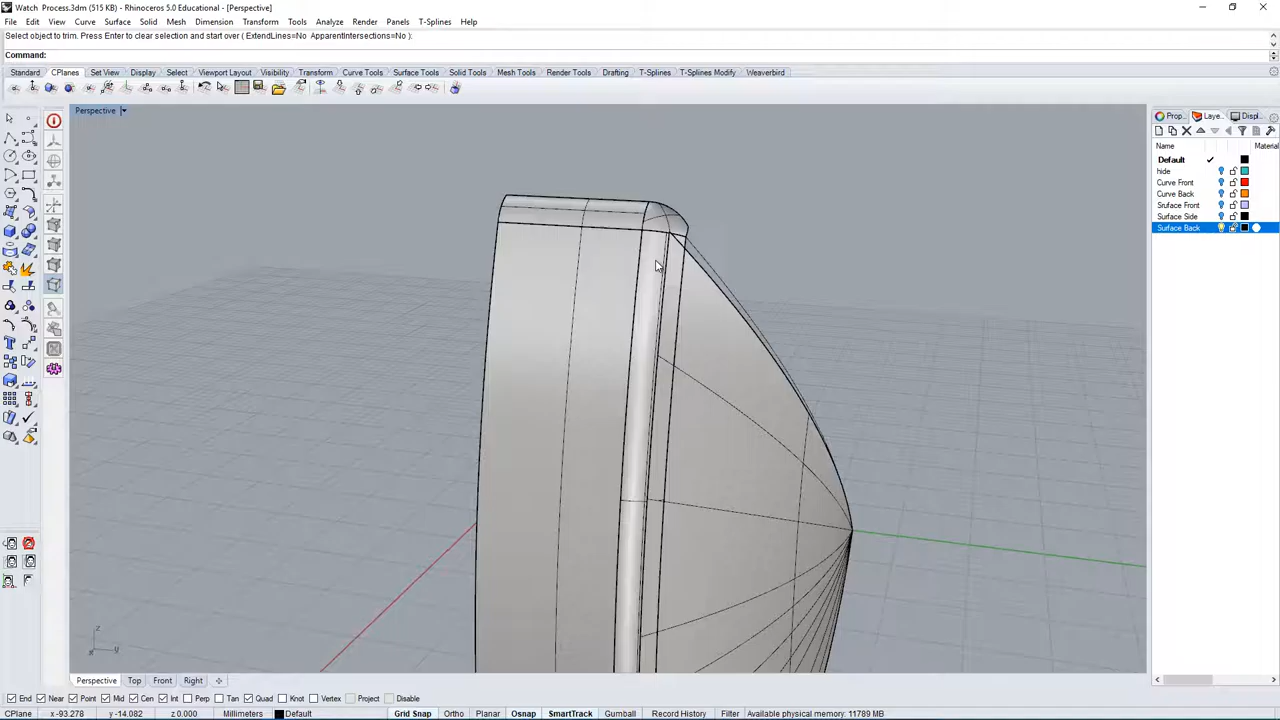 Watch Process.3dm (515 KB) - Rhinoceros 5.0 Educational - [Perspective]
File Edit View Curve Surface Solid Mesh Dimension Transform Tools Analyze Render Panels T-Splines Help
Select object to trim. Press Enter to clear selection and start over ( ExtendLines=No ApparentIntersections=No ):
Command:
Standard CPlanes Set View Display Select Viewport Layout Visibility Transform Curve Tools Surface Tools Solid Tools Mesh Tools Render Tools Drafting T-Splines T-Splines Modify Weaverbird
Perspective
Prop... Laye... Displ...
Name Material
Default
hide
Curve Front
Curve Back
Sruface Front
Surface Side
Surface Back
z
x y
Perspective Top Front Right
End Near Point Mid Cen Int Perp Tan Quad Knot Vertex Project Disable
CPlane x -93.278 y -14.082 z 0.000 Millimeters Default Grid Snap Ortho Planar Osnap SmartTrack Gumball Record History Filter Available physical memory: 11789 MB